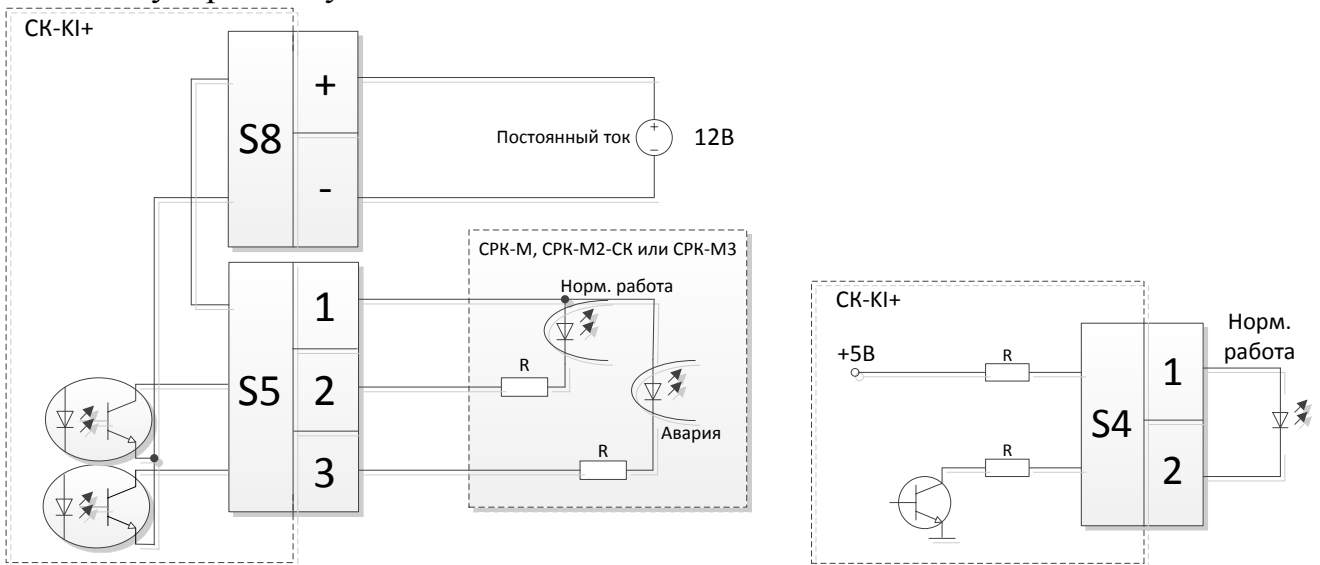 СК-KI+
S8
+
-
Постоянный ток
+
−
12В
S5
1
2
3
СРК-М, СРК-М2-СК или СРК-М3
Норм. работа
R
Авария
R
СК-KI+
+5В
R
R
S4
1
2
Норм.
работа